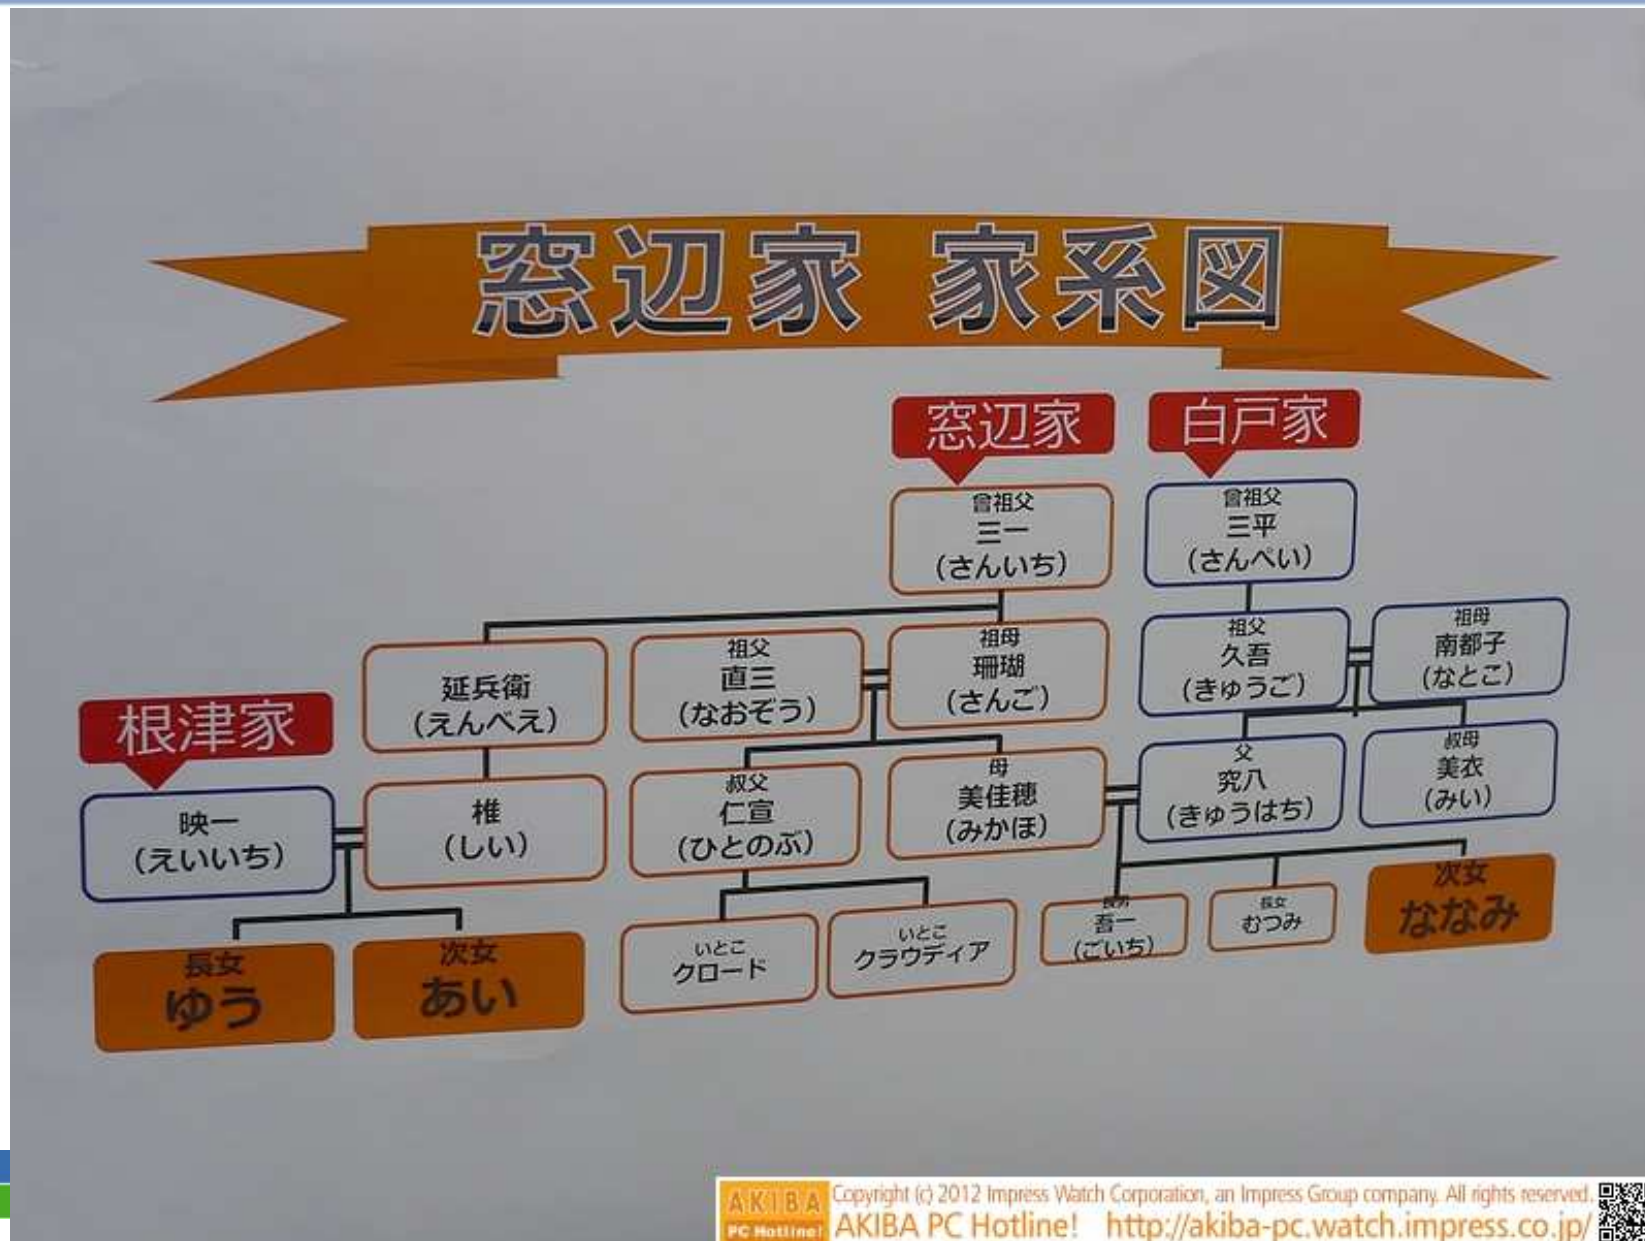 窓辺家 家系図
窓辺家
白戸家
曾祖父
三一
(さんいち)
曾祖父
三平
(さんぺい)
延兵衛
(えんべえ)
祖父
直三
(なおぞう)
祖母
珊瑚
(さんご)
祖父
久吾
(きゅうご)
祖母
南都子
(なとこ)
根津家
映一
(えいいち)
椎
(しい)
叔父
仁宣
(ひとのぶ)
母
美佳穂
(みかほ)
父
究八
(きゅうはち)
叔母
美衣
(みい)
長女
ゆう
次女
あい
いとこ
クロード
いとこ
クラウディア
長男
吾一
(ごいち)
長女
むつみ
次女
ななみ
AKIBA
PC Hotline!
Copyright (c) 2012 Impress Watch Corporation, an Impress Group company. All rights reserved.
AKIBA PC Hotline! http://akiba-pc.watch.impress.co.jp/